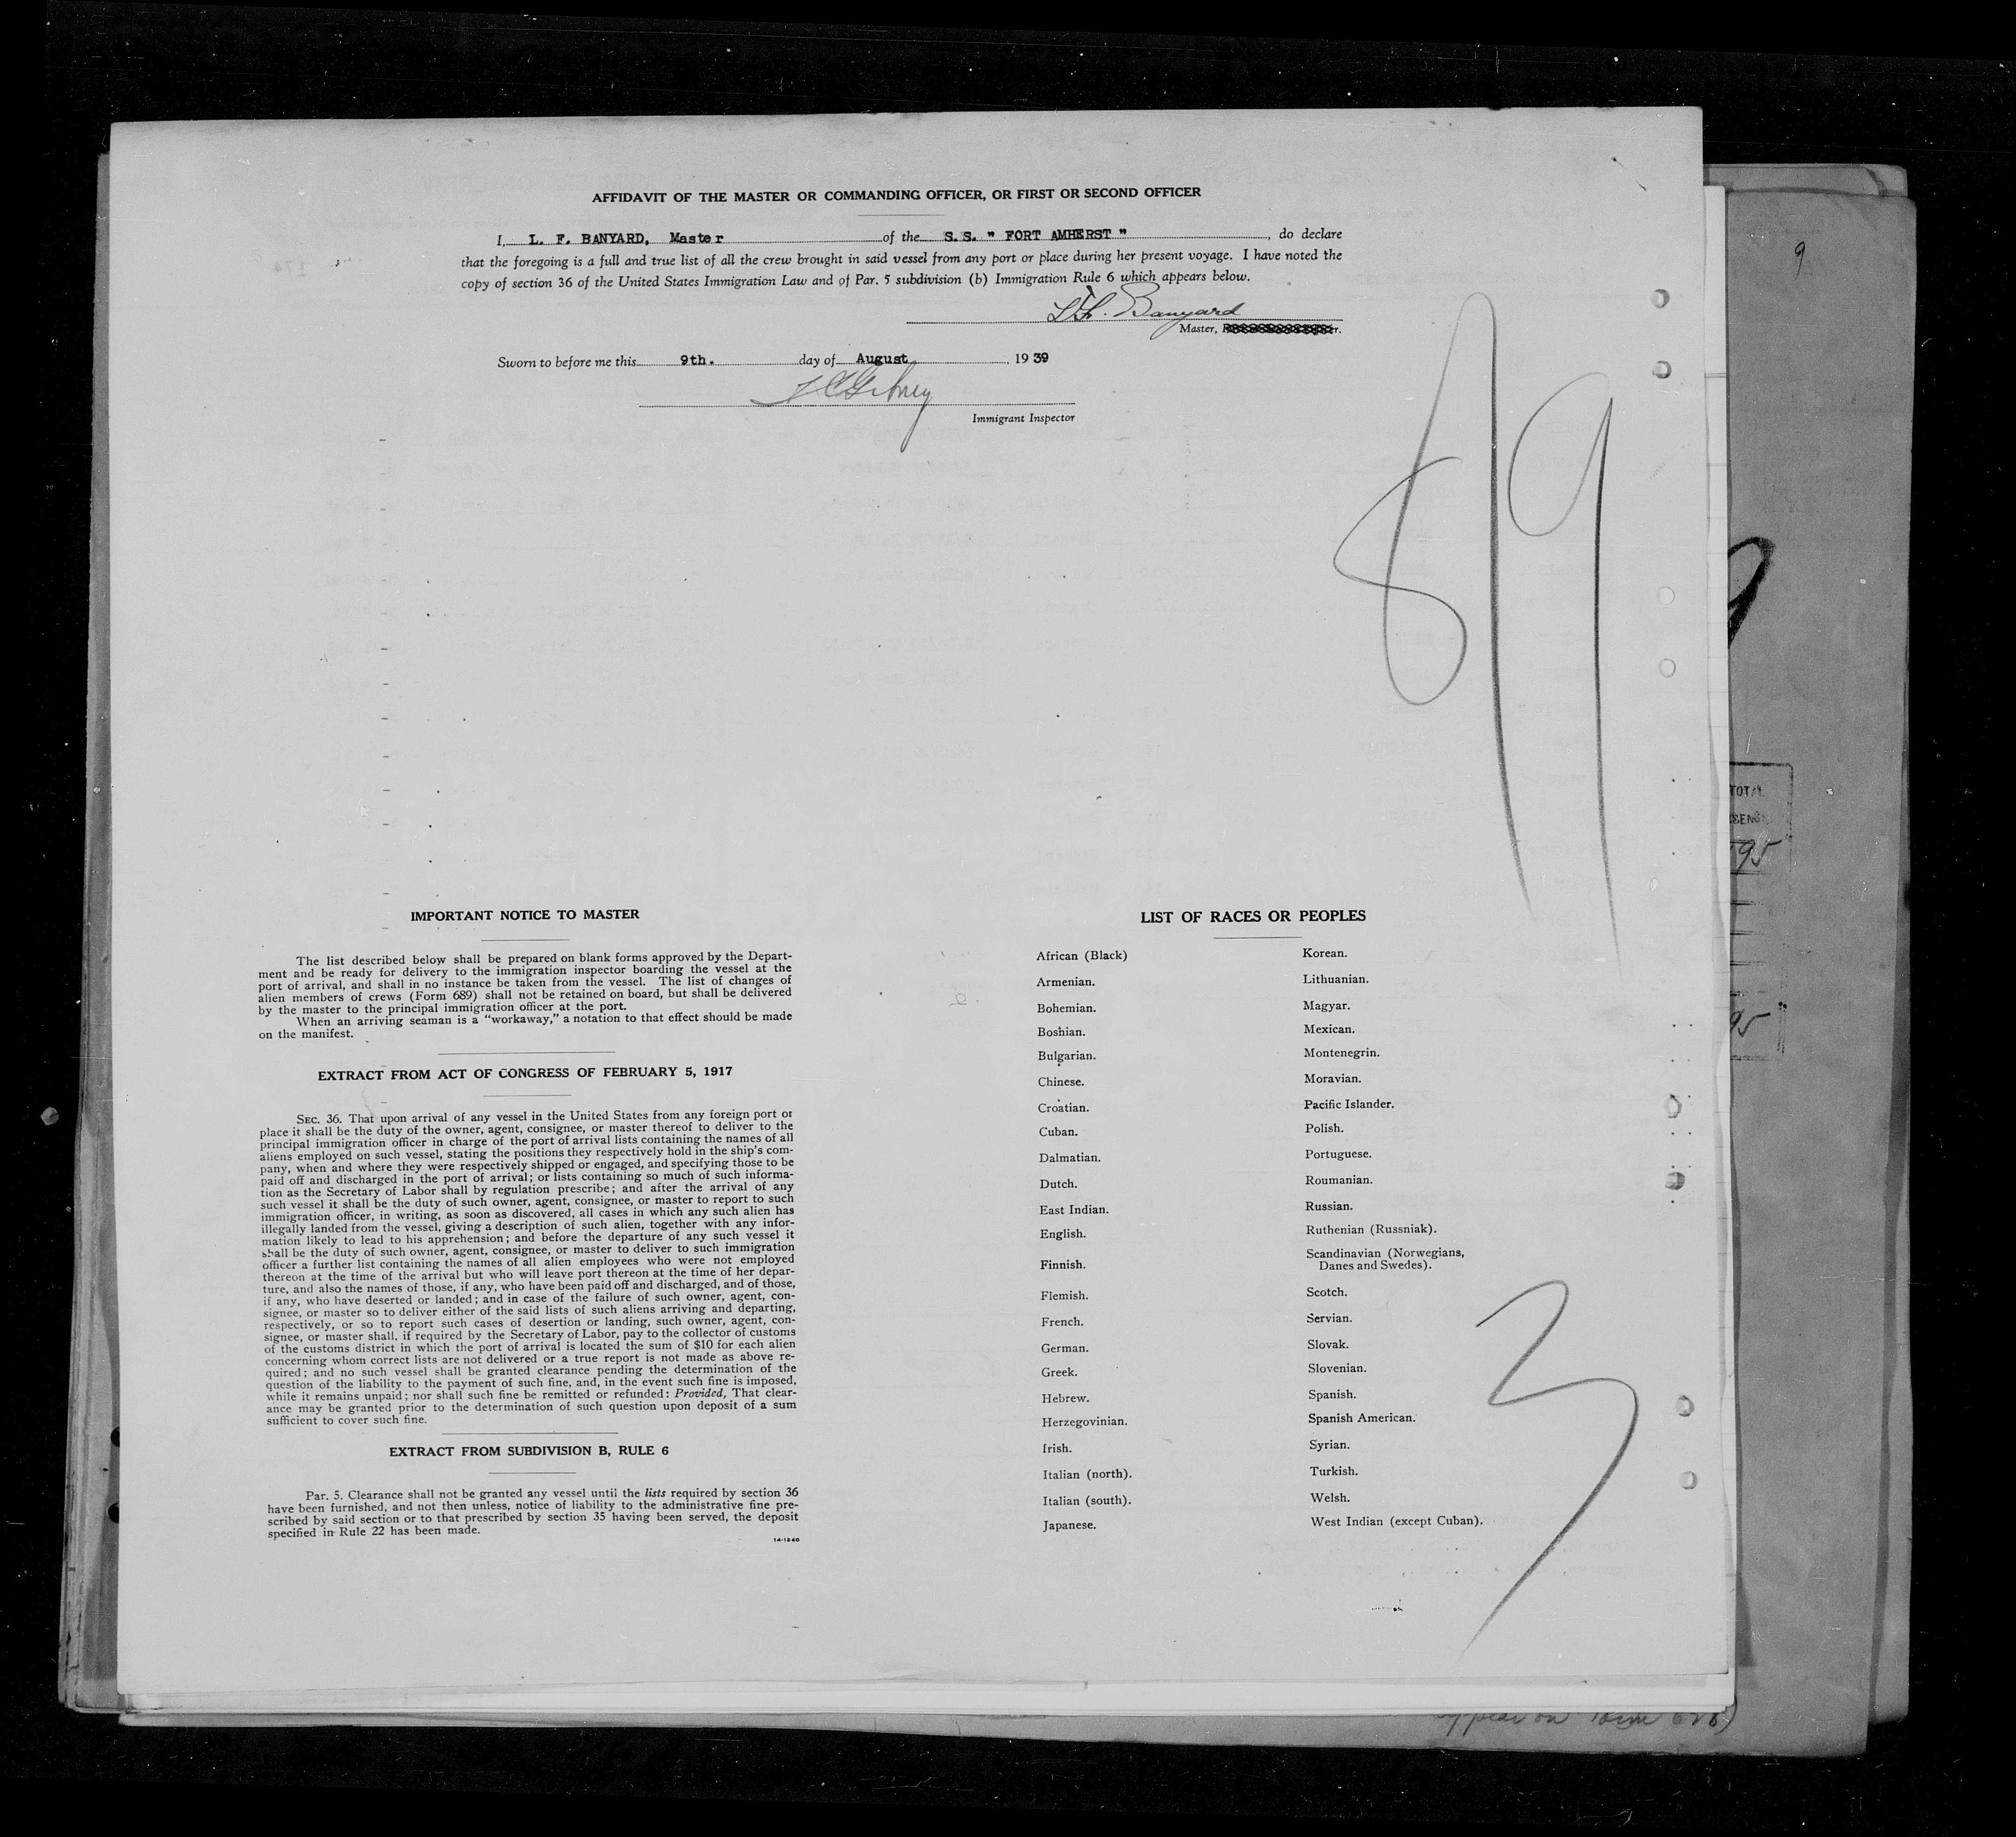 AFFIDAVIT OF THE MASTER OR COMMANDING OFFICER, OR FIRST OR SECOND OFFICER
I, L. F. BANYARD, Master of the S.S. " FORT AMHERST ", do declare
that the foregoing is a full and true list of all the crew brought in said vessel from any port or place during her present voyage. I have noted the
copy of section 36 of the United States Immigration Law and of Par. 5 subdivision (b) Immigration Rule 6 which appears below.
L.F. Banyard
Master,
Sworn to before me this 9th. day of August, 1939
Immigrant Inspector
819
9
TOTAL
95
95
IMPORTANT NOTICE TO MASTER
The list described below shall be prepared on blank forms approved by the Depart-
ment and be ready for delivery to the immigration inspector boarding the vessel at the
port of arrival, and shall in no instance be taken from the vessel. The list of changes of
alien members of crews (Form 689) shall not be retained on board, but shall be delivered
by the master to the principal immigration officer at the port.
When an arriving seaman is a "workaway," a notation to that effect should be made
on the manifest.
EXTRACT FROM ACT OF CONGRESS OF FEBRUARY 5, 1917
SEC. 36. That upon arrival of any vessel in the United States from any foreign port or
place it shall be the duty of the owner, agent, consignee, or master thereof to deliver to the
principal immigration officer in charge of the port of arrival lists containing the names of all
aliens employed on such vessel, stating the positions they respectively hold in the ship's com-
pany, when and where they were respectively shipped or engaged, and specifying those to be
paid off and discharged in the port of arrival; or lists containing so much of such informa-
tion as the Secretary of Labor shall by regulation prescribe; and after the arrival of any
such vessel it shall be the duty of such owner, agent, consignee, or master to report to such
immigration officer, in writing, as soon as discovered, all cases in which any such alien has
illegally landed from the vessel, giving a description of such alien, together with any infor-
mation likely to lead to his apprehension; and before the departure of any such vessel it
shall be the duty of such owner, agent, consignee, or master to deliver to such immigration
officer a further list containing the names of all alien employees who were not employed
thereon at the time of the arrival but who will leave port thereon at the time of her depar-
ture, and also the names of those, if any, who have been paid off and discharged, and of those,
if any, who have deserted or landed; and in case of the failure of such owner, agent, con-
signee, or master so to deliver either of the said lists of such aliens arriving and departing,
respectively, or so to report such cases of desertion or landing, such owner, agent, con-
signee, or master shall, if required by the Secretary of Labor, pay to the collector of customs
of the customs district in which the port of arrival is located the sum of $10 for each alien
concerning whom correct lists are not delivered or a true report is not made as above re-
quired; and no such vessel shall be granted clearance pending the determination of the
question of the liability to the payment of such fine, and, in the event such fine is imposed,
while it remains unpaid; nor shall such fine be remitted or refunded: Provided, That clear-
ance may be granted prior to the determination of such question upon deposit of a sum
sufficient to cover such fine.
EXTRACT FROM SUBDIVISION B, RULE 6
Par. 5. Clearance shall not be granted any vessel until the lists required by section 36
have been furnished, and not then unless, notice of liability to the administrative fine pre-
scribed by said section or to that prescribed by section 35 having been served, the deposit
specified in Rule 22 has been made.
14-1240
LIST OF RACES OR PEOPLES
African (Black)
Armenian.
Bohemian.
Boshian.
Bulgarian.
Chinese.
Croatian.
Cuban.
Dalmatian.
Dutch.
East Indian.
English.
Finnish.
Flemish.
French.
German.
Greek.
Hebrew.
Herzegovinian.
Irish.
Italian (north).
Italian (south).
Japanese.
Korean.
Lithuanian.
Magyar.
Mexican.
Montenegrin.
Moravian.
Pacific Islander.
Polish.
Portuguese.
Roumanian.
Russian.
Ruthenian (Russniak).
Scandinavian (Norwegians,
Danes and Swedes).
Scotch.
Servian.
Slovak.
Slovenian.
Spanish.
Spanish American.
Syrian.
Turkish.
Welsh.
West Indian (except Cuban).
3
appear on Form 628)